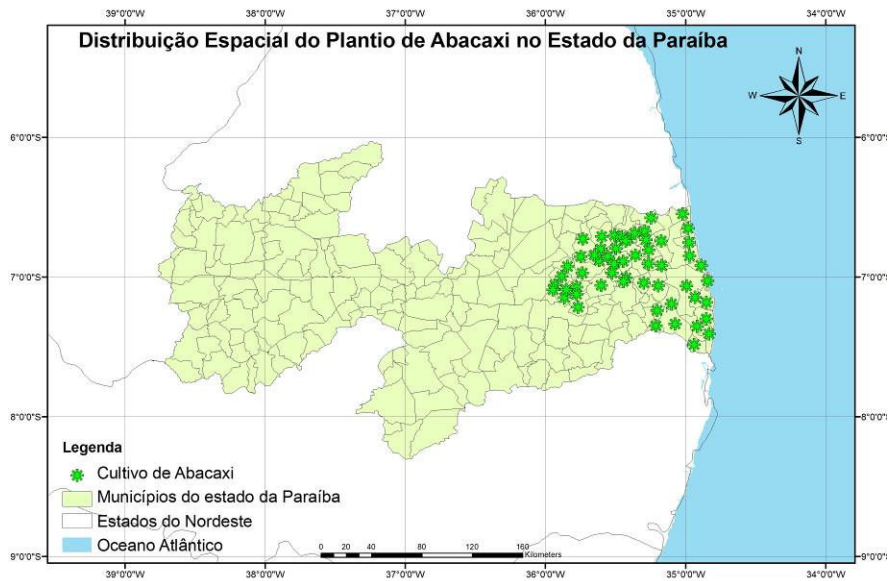 39°0'0"S 38°0'0"W 37°0'0"W 36°0'0"W 35°0'0"W 34°0'0"W
Distribuição Espacial do Plantio de Abacaxi no Estado da Paraíba
N
W E
S
6°0'0"S 6°0'0"S
7°0'0"S 7°0'0"S
8°0'0"S 8°0'0"S
9°0'0"S 9°0'0"S
Legenda
Cultivo de Abacaxi
Municípios do estado da Paraíba
Estados do Nordeste
Oceano Atlântico
0 20 40 80 120 160
Kilometers
39°0'0"W 38°0'0"W 37°0'0"W 36°0'0"W 35°0'0"W 34°0'0"W